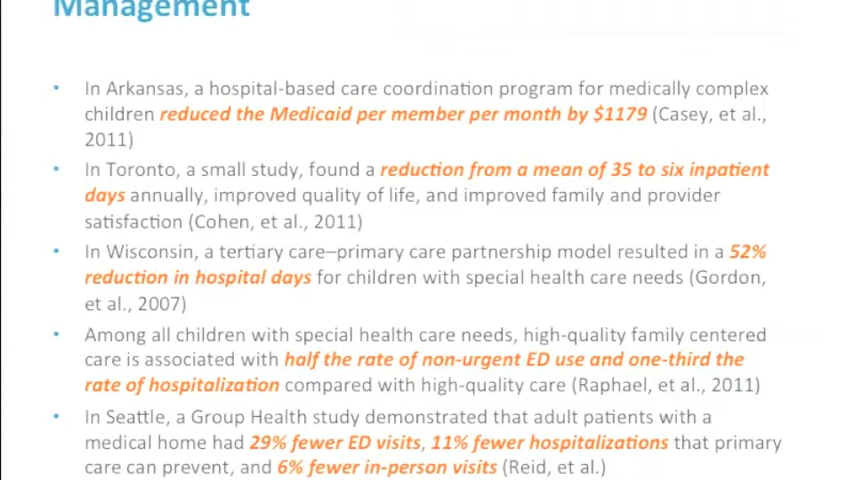 Management
• In Arkansas, a hospital-based care coordination program for medically complex
children reduced the Medicaid per member per month by $1179 (Casey, et al.,
2011)
• In Toronto, a small study, found a reduction from a mean of 35 to six inpatient
days annually, improved quality of life, and improved family and provider
satisfaction (Cohen, et al., 2011)
• In Wisconsin, a tertiary care–primary care partnership model resulted in a 52%
reduction in hospital days for children with special health care needs (Gordon,
et al., 2007)
• Among all children with special health care needs, high-quality family centered
care is associated with half the rate of non-urgent ED use and one-third the
rate of hospitalization compared with high-quality care (Raphael, et al., 2011)
• In Seattle, a Group Health study demonstrated that adult patients with a
medical home had 29% fewer ED visits, 11% fewer hospitalizations that primary
care can prevent, and 6% fewer in-person visits (Reid, et al.)